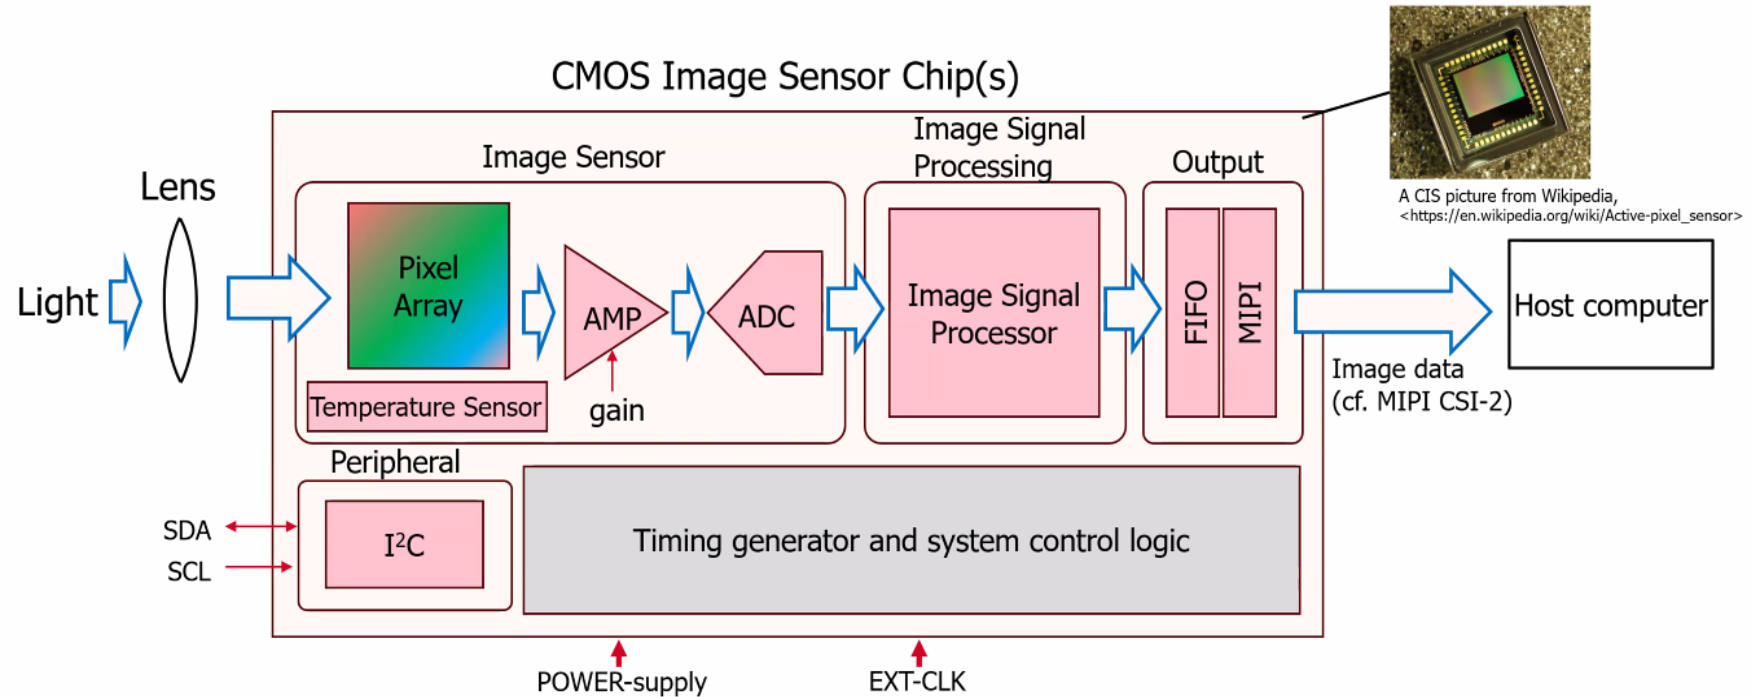 CMOS Image Sensor Chip(s)
Image Signal
Processing
Image Sensor
Output
Lens
A CIS picture from Wikipedia,
<https://en.wikipedia.org/wiki/Active-pixel_sensor>
Light
Pixel
Array
AMP
ADC
Image Signal
Processor
FIFO
MIPI
Host computer
Image data
(cf. MIPI CSI-2)
Temperature Sensor
gain
Peripheral
SDA
SCL
I²C
Timing generator and system control logic
POWER-supply
EXT-CLK